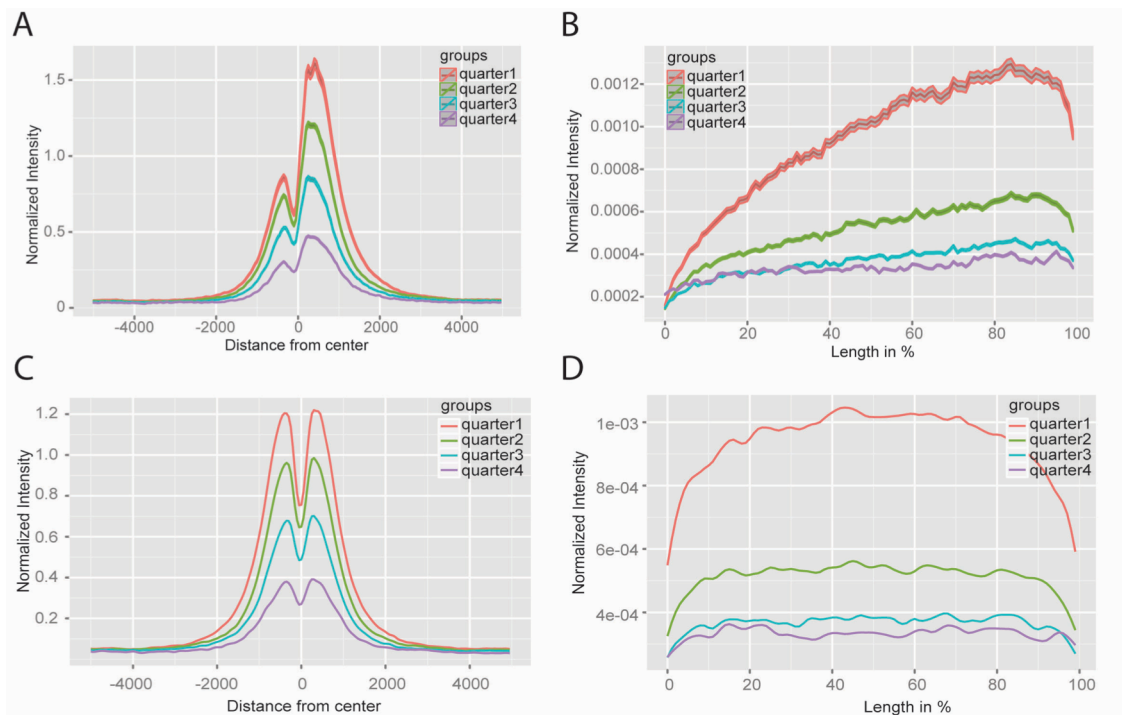 A
Normalized Intensity
1.5
1.0
0.5
0
-4000
-2000
0
2000
4000
Distance from center
groups
quarter1
quarter2
quarter3
quarter4
B
Normalized Intensity
0.0012
0.0010
0.0008
0.0006
0.0004
0.0002
0
20
40
60
80
100
Length in %
groups
quarter1
quarter2
quarter3
quarter4
C
Normalized Intensity
1.2
1.0
0.8
0.6
0.4
0.2
-4000
-2000
0
2000
4000
Distance from center
groups
quarter1
quarter2
quarter3
quarter4
D
Normalized Intensity
1e-03
8e-04
6e-04
4e-04
0
20
40
60
80
100
Length in %
groups
quarter1
quarter2
quarter3
quarter4